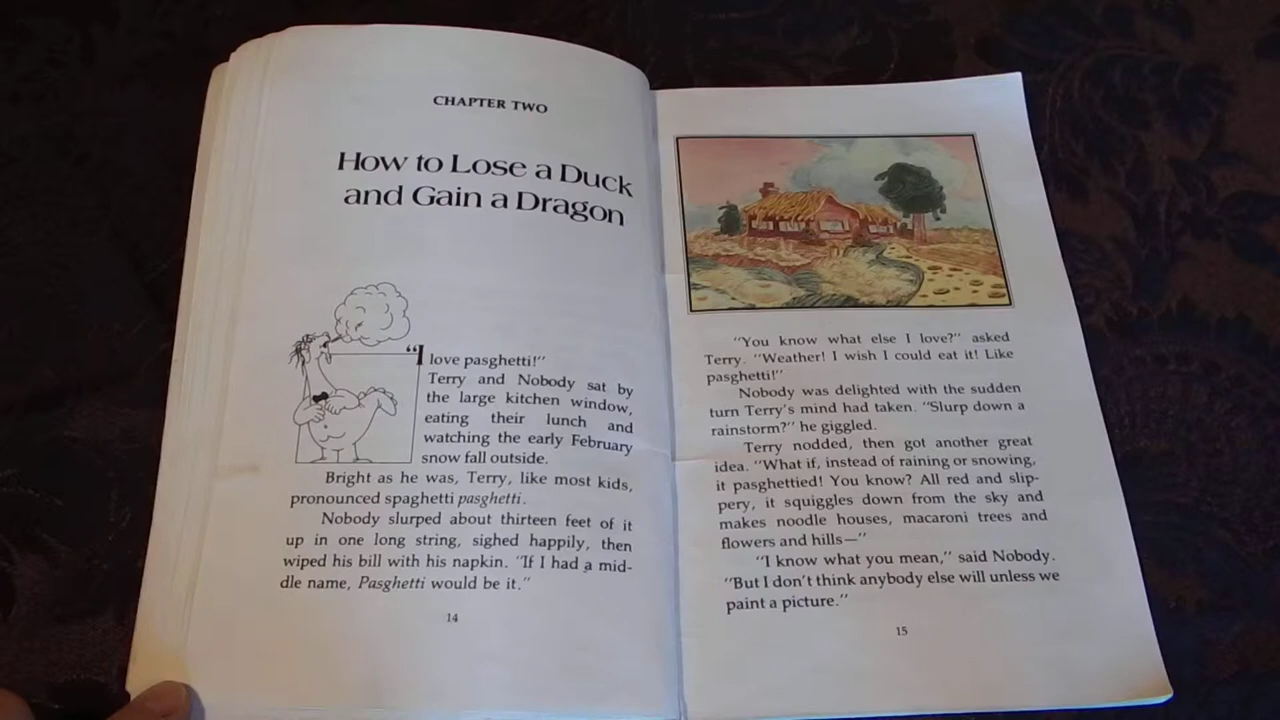 CHAPTER TWO
How to Lose a Duck
and Gain a Dragon
“I love pasghetti!”
Terry and Nobody sat by
the large kitchen window,
eating their lunch and
watching the early February
snow fall outside.
Bright as he was, Terry, like most kids,
pronounced spaghetti pasghetti.
Nobody slurped about thirteen feet of it
up in one long string, sighed happily, then
wiped his bill with his napkin. “If I had a mid-
dle name, Pasghetti would be it.”
14
“You know what else I love?” asked
Terry. “Weather! I wish I could eat it! Like
pasghetti!”
Nobody was delighted with the sudden
turn Terry’s mind had taken. “Slurp down a
rainstorm?” he giggled.
Terry nodded, then got another great
idea. “What if, instead of raining or snowing,
it pasghettied! You know? All red and slip-
pery, it squiggles down from the sky and
makes noodle houses, macaroni trees and
flowers and hills—”
“I know what you mean,” said Nobody.
“But I don’t think anybody else will unless we
paint a picture.”
15